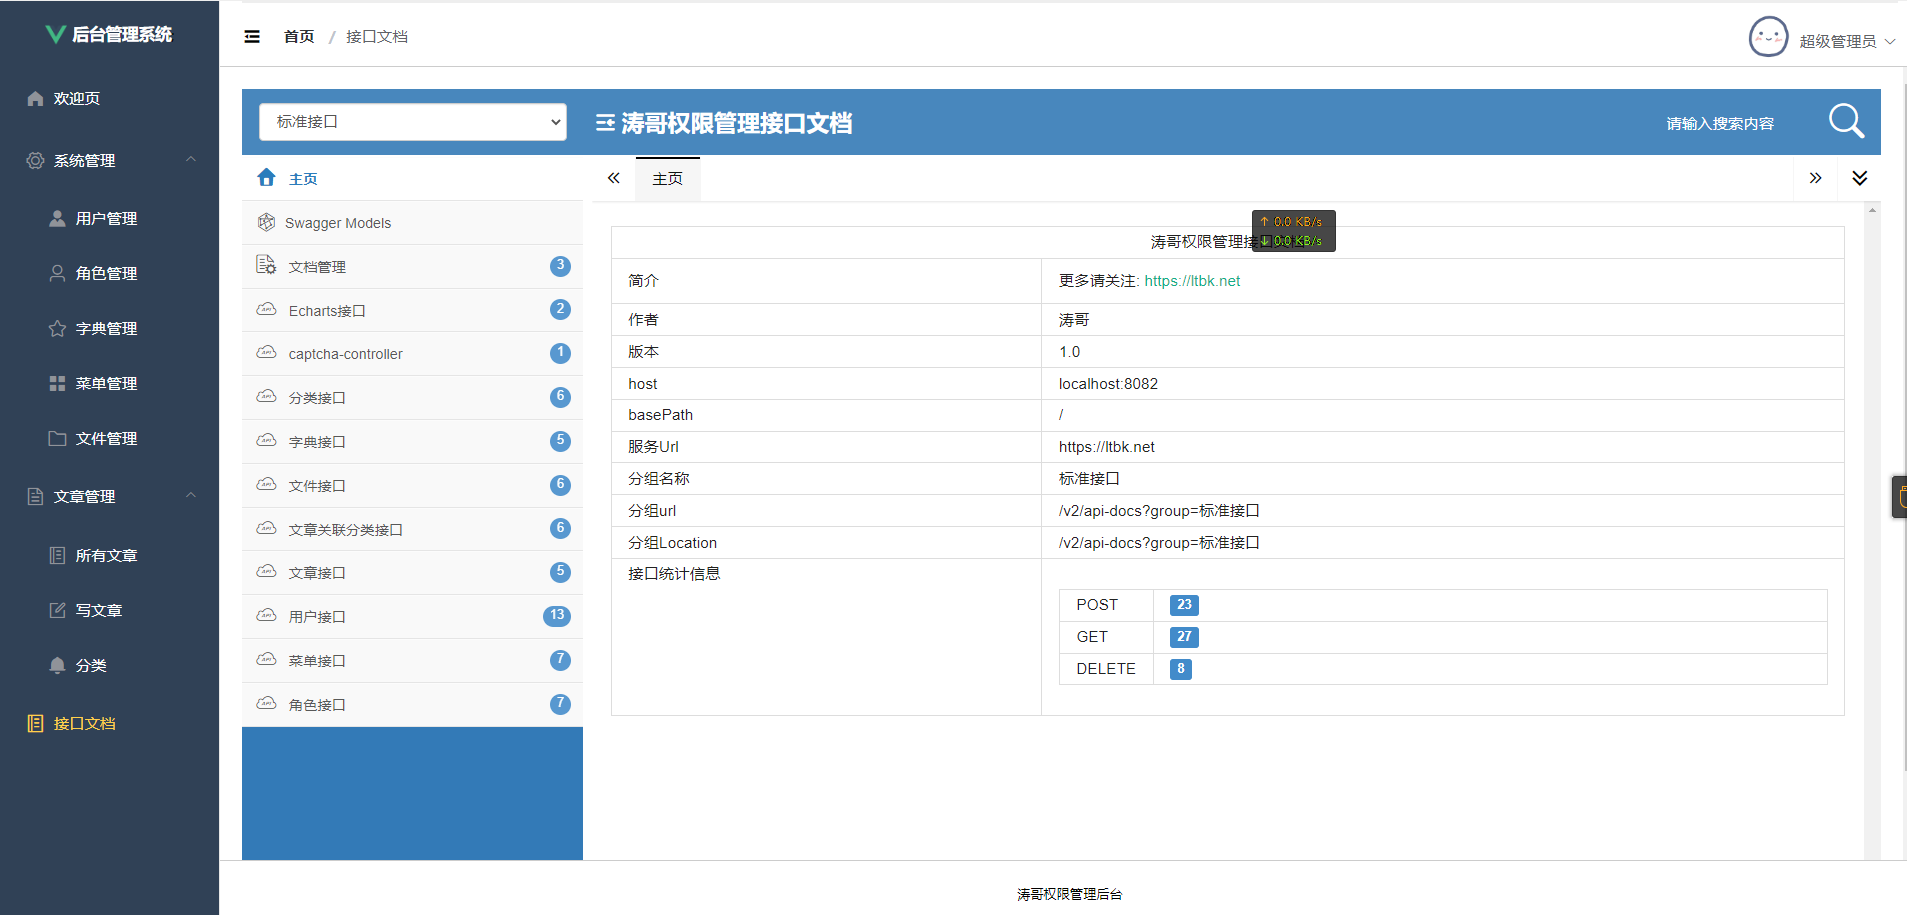 后台管理系统
欢迎页
系统管理
用户管理
角色管理
字典管理
菜单管理
文件管理
文章管理
所有文章
写文章
分类
接口文档
首页 / 接口文档
超级管理员
标准接口
涛哥权限管理接口文档
请输入搜索内容
主页
Swagger Models
文档管理 3
Echarts接口 2
captcha-controller 1
分类接口 6
字典接口 5
文件接口 6
文章关联分类接口 6
文章接口 5
用户接口 13
菜单接口 7
角色接口 7
主页
↑ 0.0 KB/s
↓ 0.0 KB/s
涛哥权限管理接
简介 更多请关注: https://ltbk.net
作者 涛哥
版本 1.0
host localhost:8082
basePath /
服务Url https://ltbk.net
分组名称 标准接口
分组url /v2/api-docs?group=标准接口
分组Location /v2/api-docs?group=标准接口
接口统计信息
POST 23
GET 27
DELETE 8
涛哥权限管理后台